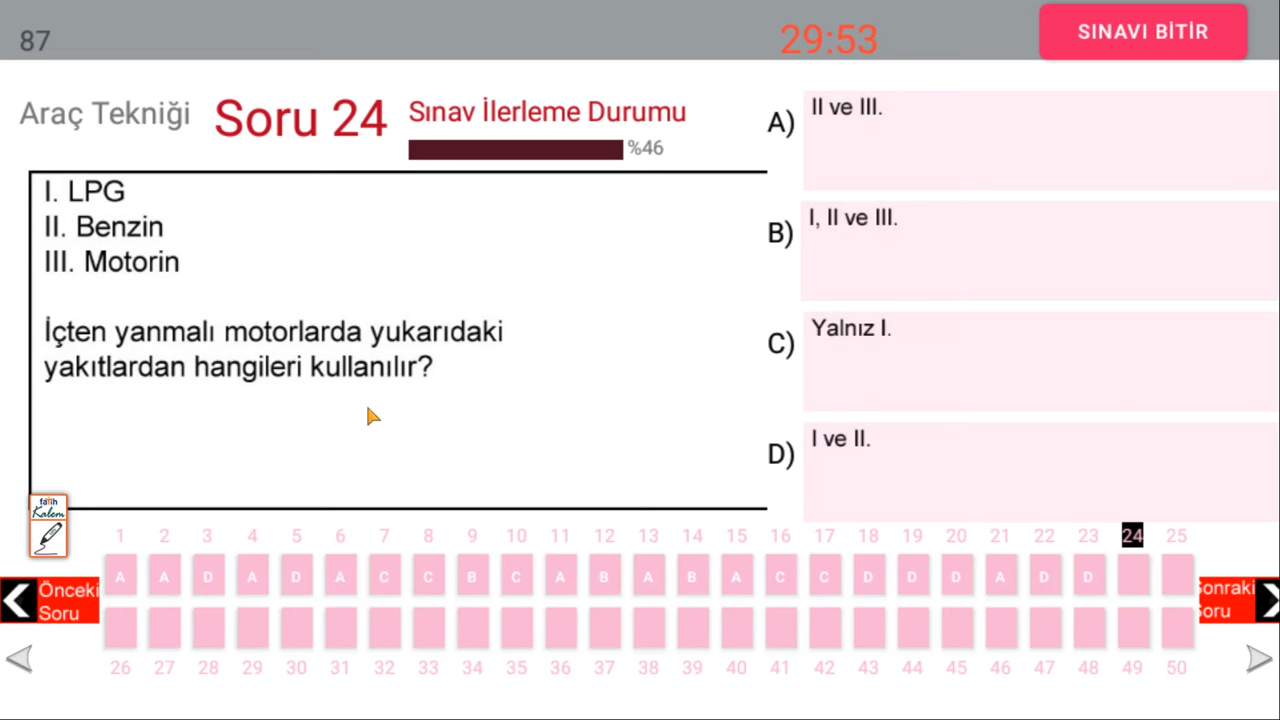 87
29:53
SINAVI BİTİR
Araç Tekniği
Soru 24
Sınav İlerleme Durumu
%46
I. LPG
II. Benzin
III. Motorin
İçten yanmalı motorlarda yukarıdaki
yakıtlardan hangileri kullanılır?
A) II ve III.
B) I, II ve III.
C) Yalnız I.
D) I ve II.
fatih
Kalem
1 2 3 4 5 6 7 8 9 10 11 12 13 14 15 16 17 18 19 20 21 22 23 24 25
A A D A D A C C B C A B A B A C C D D D A D D
Önceki
Soru
Sonraki
Soru
26 27 28 29 30 31 32 33 34 35 36 37 38 39 40 41 42 43 44 45 46 47 48 49 50